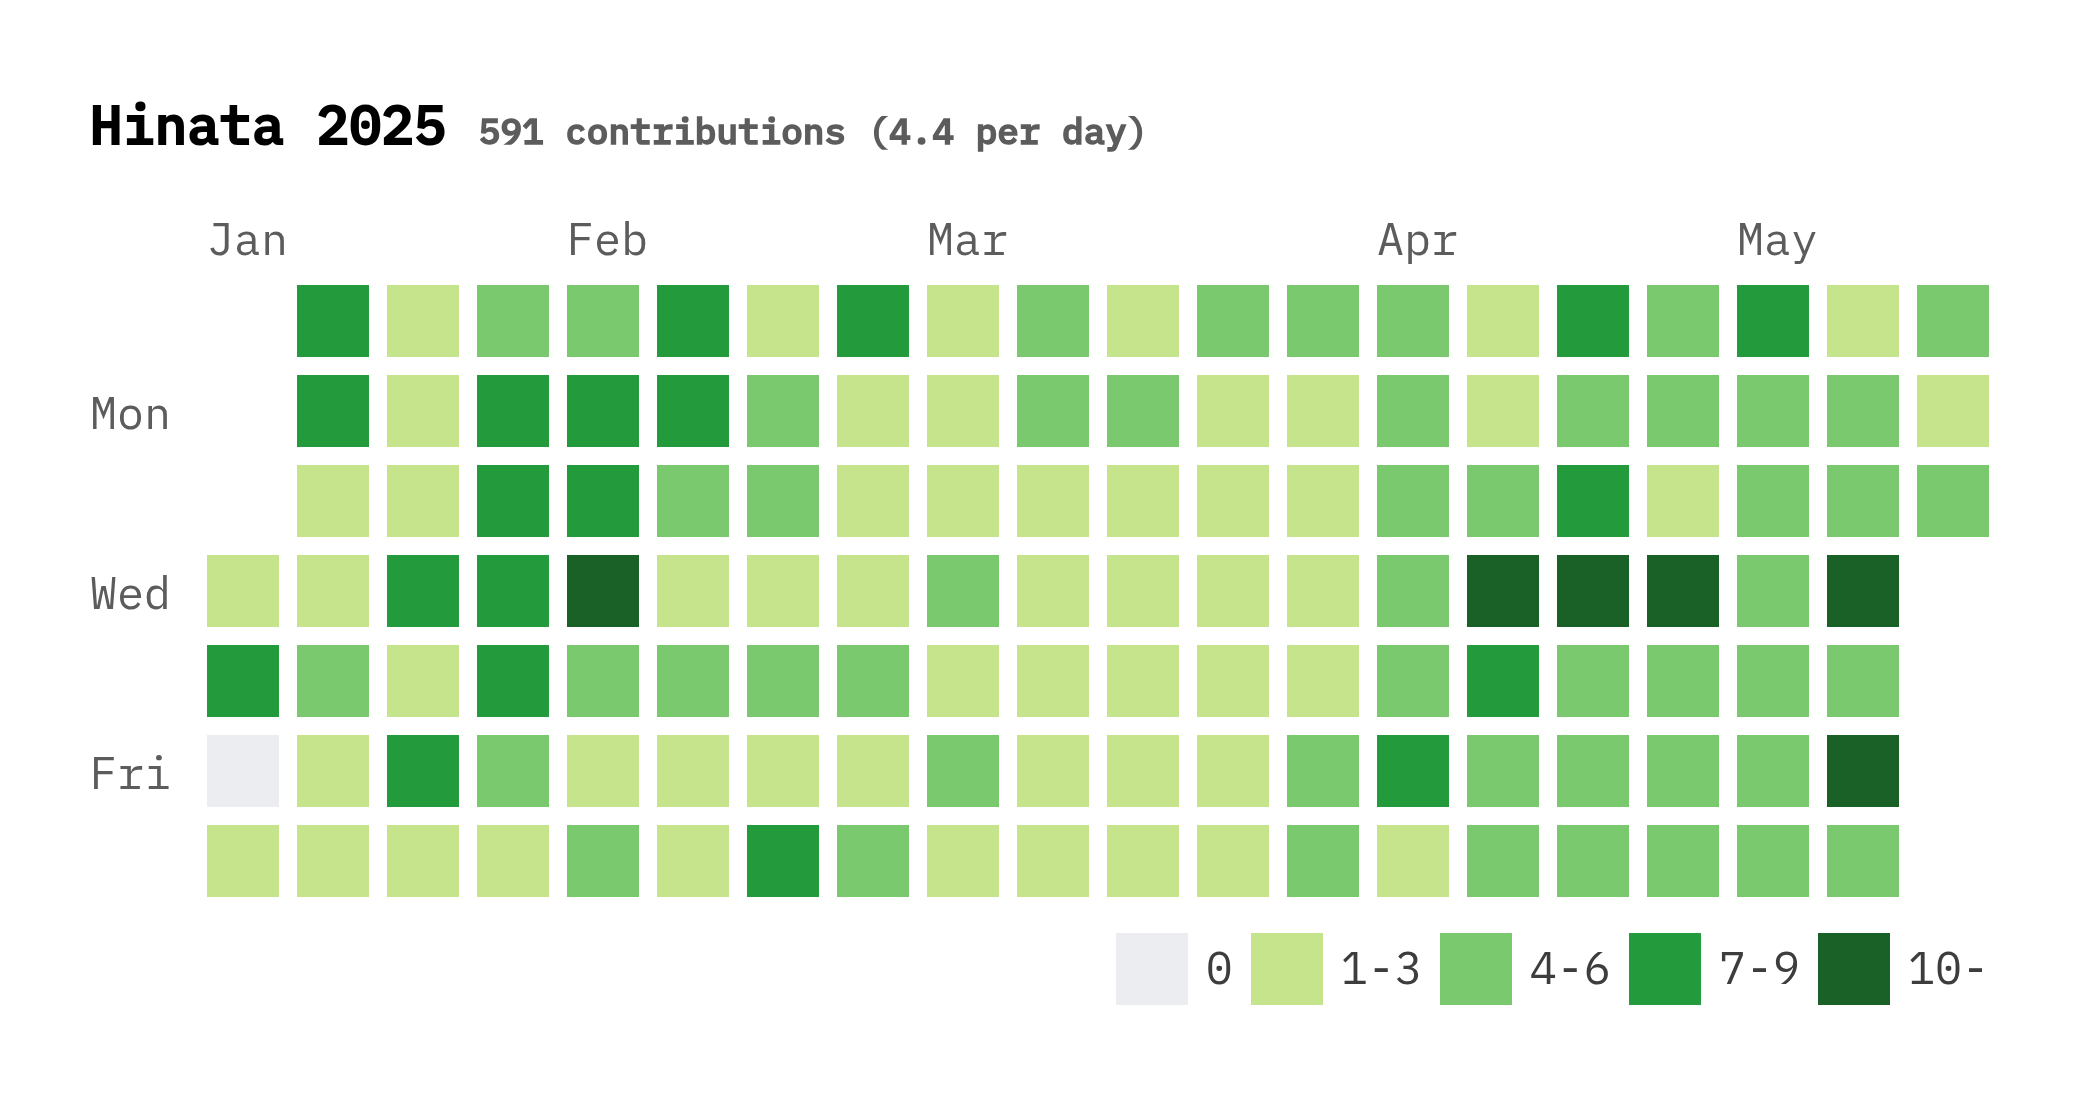 Hinata 2025 591 contributions (4.4 per day)
Jan Feb Mar Apr May
Mon
Wed
Fri
0 1-3 4-6 7-9 10-